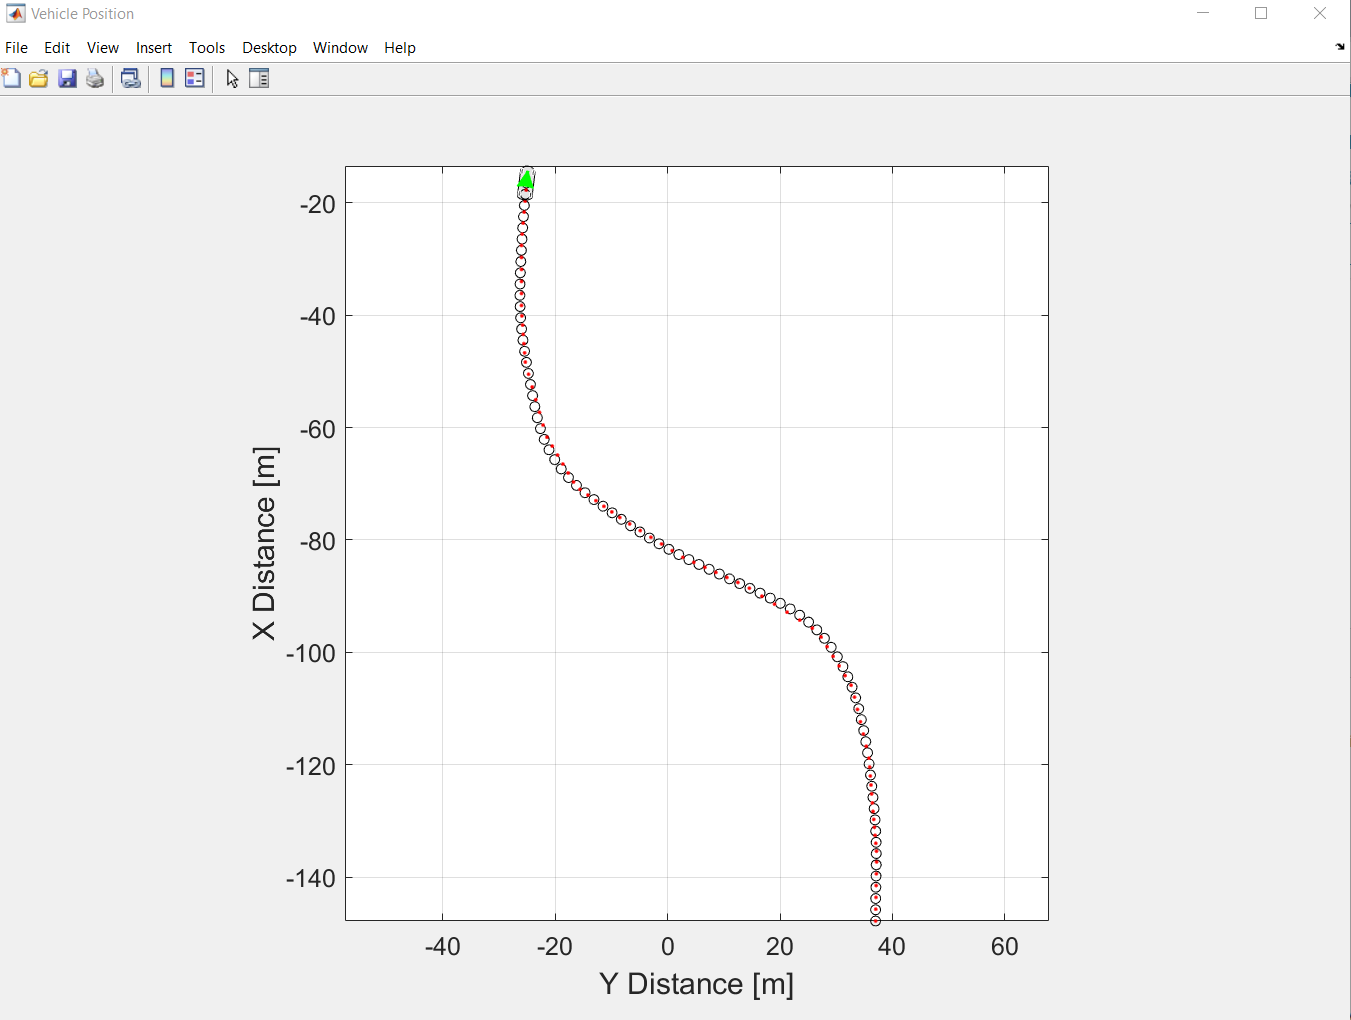 Vehicle Position
File Edit View Insert Tools Desktop Window Help
-20
-40
-60
-80
-100
-120
-140
X Distance [m]
-40 -20 0 20 40 60
Y Distance [m]